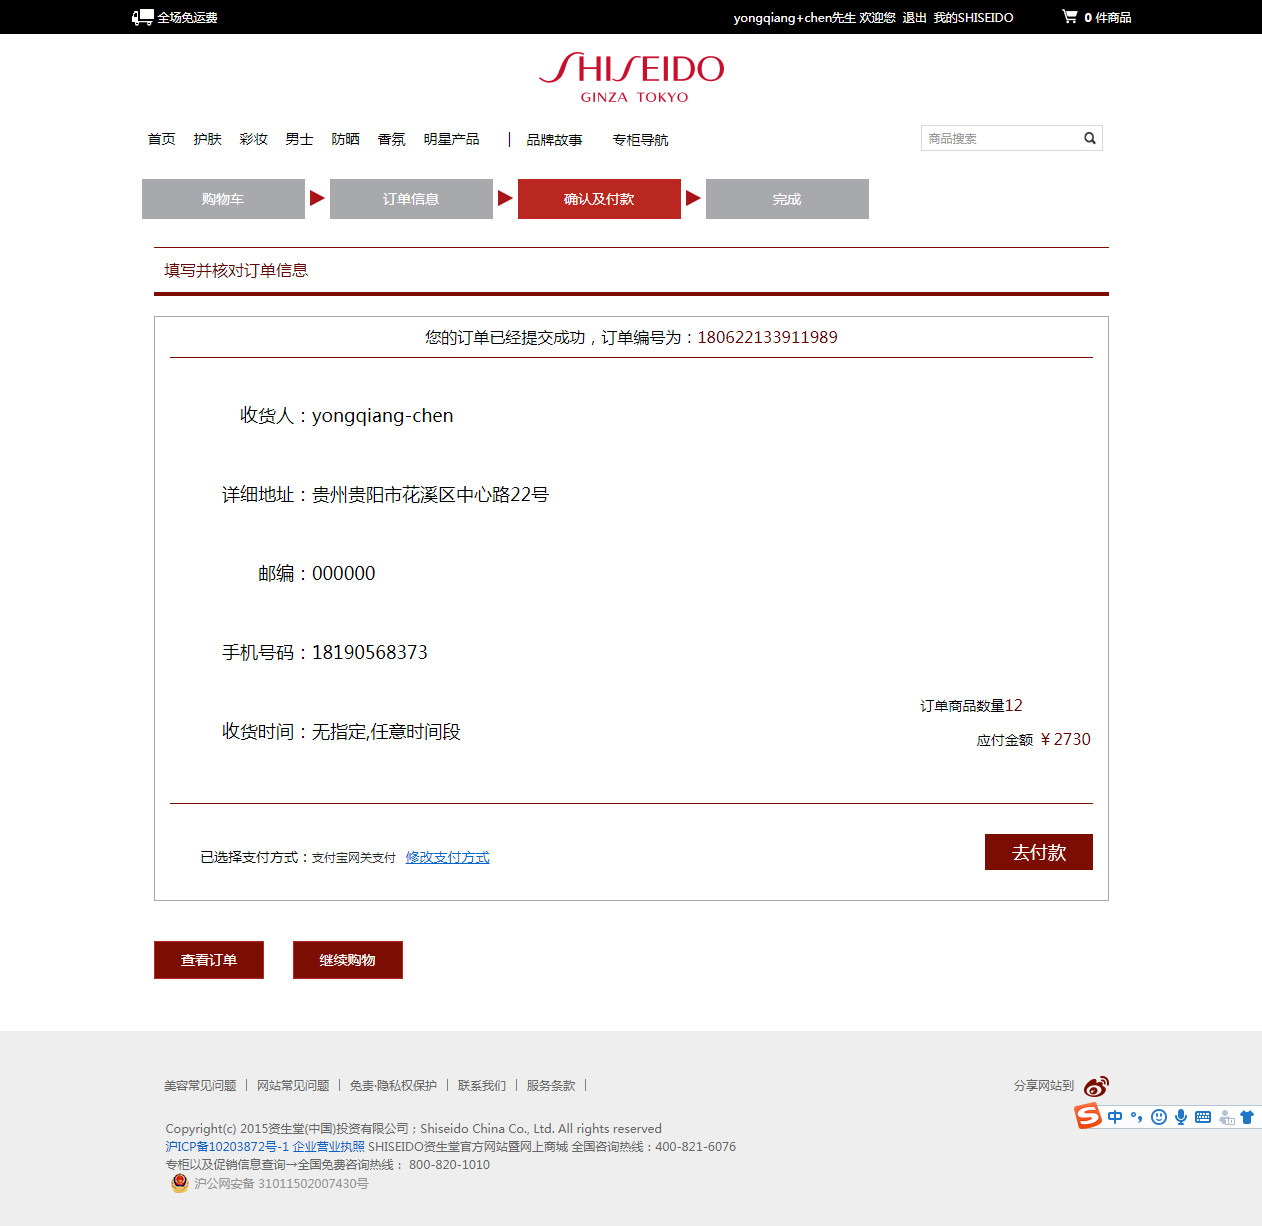 全场免运费
yongqiang+chen先生 欢迎您 退出 我的SHISEIDO
0 件商品
SHISEIDO
GINZA TOKYO
首页 护肤 彩妆 男士 防晒 香氛 明星产品 | 品牌故事 专柜导航
商品搜索
购物车 订单信息 确认及付款 完成
填写并核对订单信息
您的订单已经提交成功，订单编号为：180622133911989
收货人：yongqiang-chen
详细地址：贵州贵阳市花溪区中心路22号
邮编：000000
手机号码：18190568373
订单商品数量12
收货时间：无指定,任意时间段
应付金额 ￥2730
已选择支付方式：支付宝网关支付 修改支付方式
去付款
查看订单 继续购物
美容常见问题 | 网站常见问题 | 免责·隐私权保护 | 联系我们 | 服务条款 |
分享网站到
中
Copyright(c) 2015资生堂(中国)投资有限公司；Shiseido China Co., Ltd. All rights reserved
沪ICP备10203872号-1 企业营业执照 SHISEIDO资生堂官方网站暨网上商城 全国咨询热线：400-821-6076
专柜以及促销信息查询→全国免费咨询热线： 800-820-1010
沪公网安备 31011502007430号